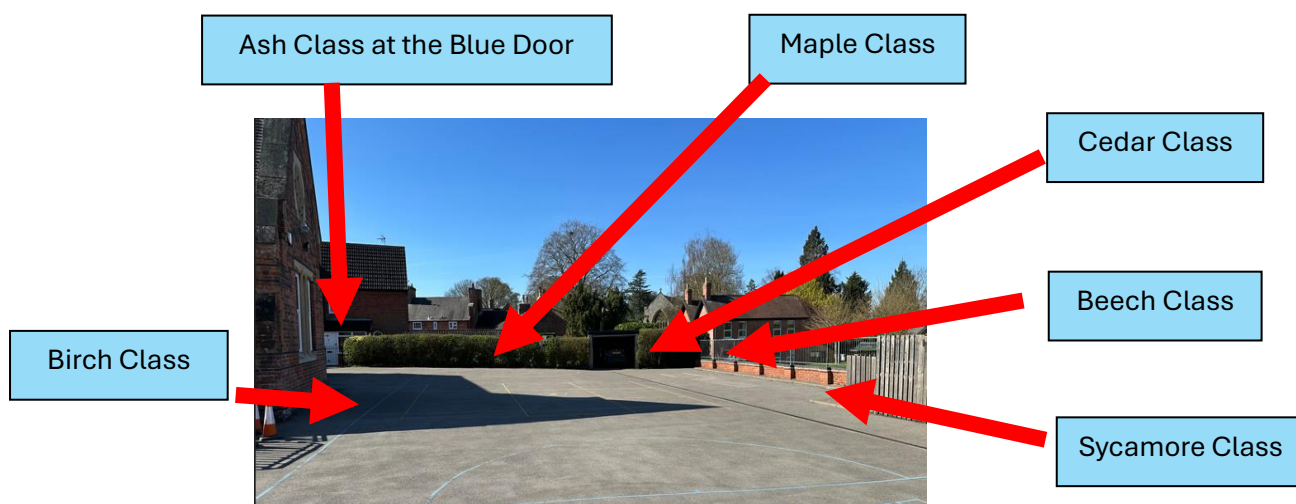 Ash Class at the Blue Door
Maple Class
Cedar Class
Beech Class
Birch Class
Sycamore Class